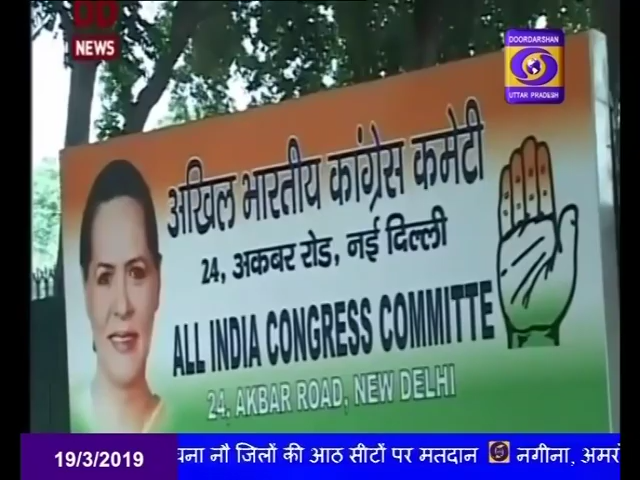 DD
NEWS
DOORDARSHAN
UTTAR PRADESH
अखिल भारतीय कांग्रेस कमेटी
24, अकबर रोड, नई दिल्ली
ALL INDIA CONGRESS COMMITTE
24, AKBAR ROAD, NEW DELHI
19/3/2019
नौ जिलों की आठ सीटों पर मतदान
नगीना,